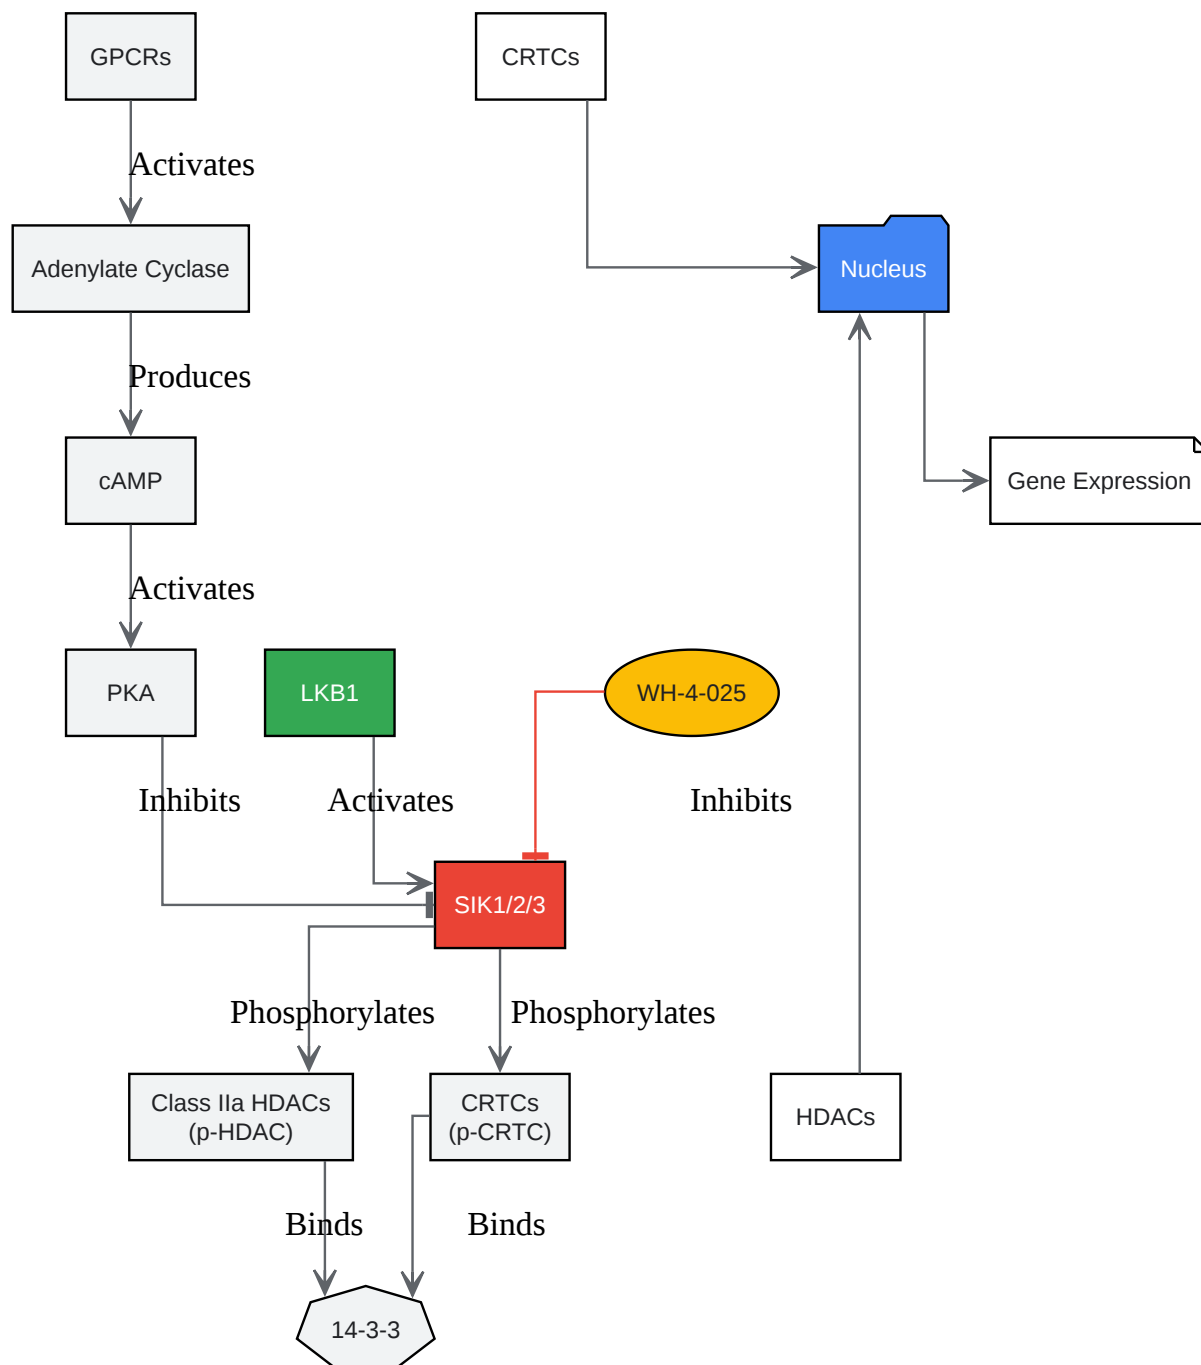 GPCRs
CRTCs
Activates
Adenylate Cyclase
Nucleus
Produces
cAMP
Gene Expression
Activates
PKA
LKB1
WH-4-025
Inhibits
Activates
Inhibits
SIK1/2/3
Phosphorylates
Phosphorylates
Class IIa HDACs
(p-HDAC)
CRTCs
(p-CRTC)
HDACs
Binds
Binds
14-3-3